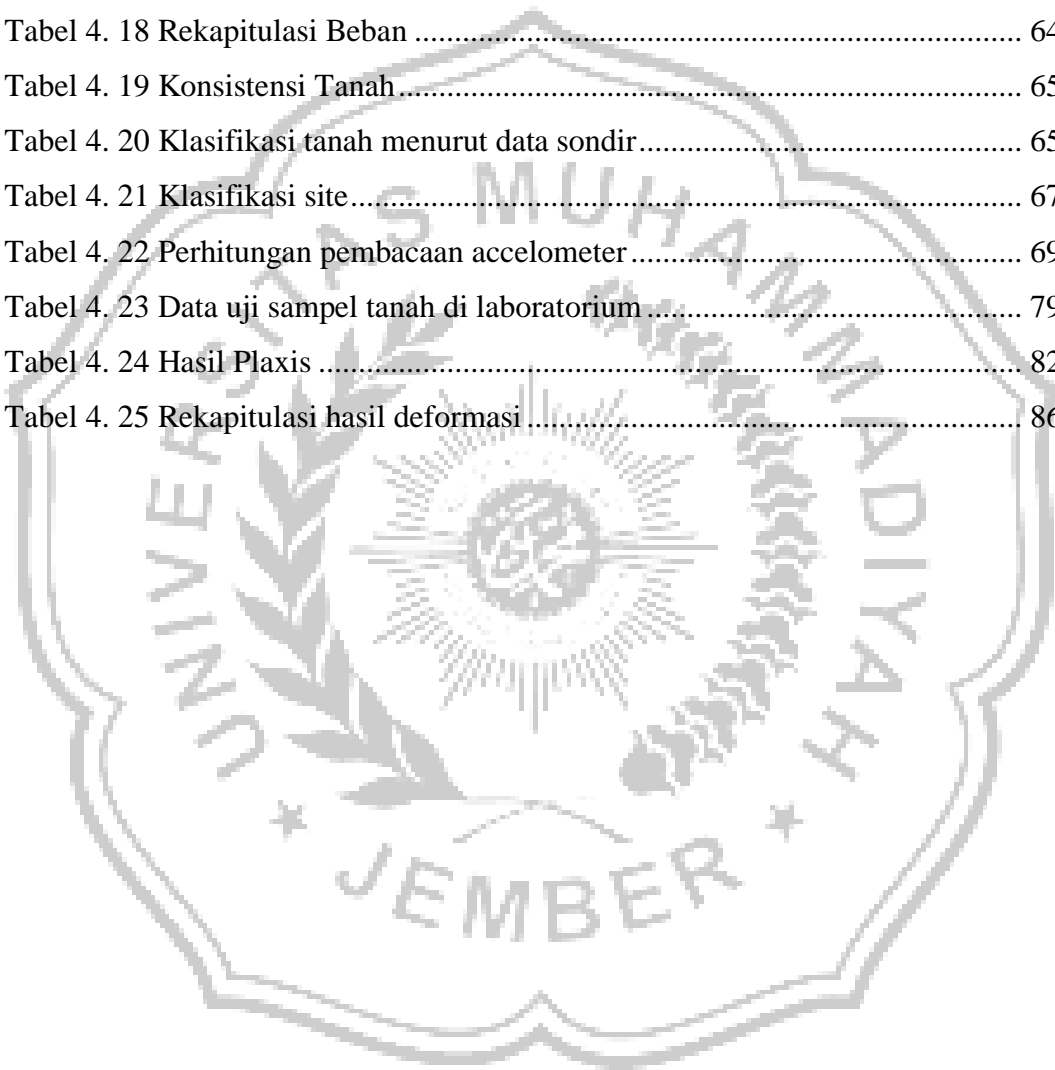 Tabel 4. 18 Rekapitulasi Beban ........................................................................................ 64
Tabel 4. 19 Konsistensi Tanah .......................................................................................... 65
Tabel 4. 20 Klasifikasi tanah menurut data sondir ........................................................ 65
Tabel 4. 21 Klasifikasi site ................................................................................................ 67
Tabel 4. 22 Perhitungan pembacaan accelometer ......................................................... 69
Tabel 4. 23 Data uji sampel tanah di laboratorium ...................................................... 79
Tabel 4. 24 Hasil Plaxis ..................................................................................................... 82
Tabel 4. 25 Rekapitulasi hasil deformasi ........................................................................ 86
UNIVERSITAS MUHAMMADIYAH
JEMBER